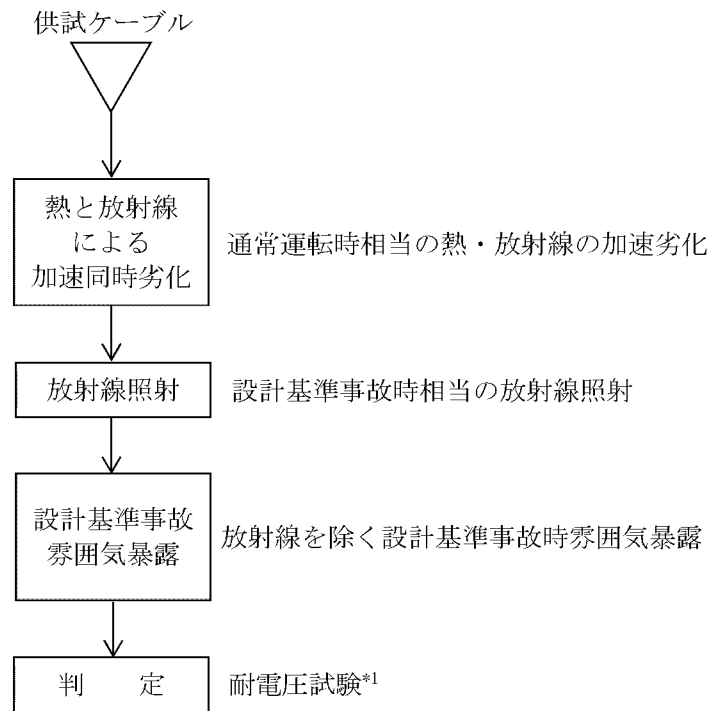 供試ケーブル
熱と放射線
による
加速同時劣化
通常運転時相当の熱・放射線の加速劣化
放射線照射
設計基準事故時相当の放射線照射
設計基準事故
雰囲気暴露
放射線を除く設計基準事故時雰囲気暴露
判　定
耐電圧試験*1